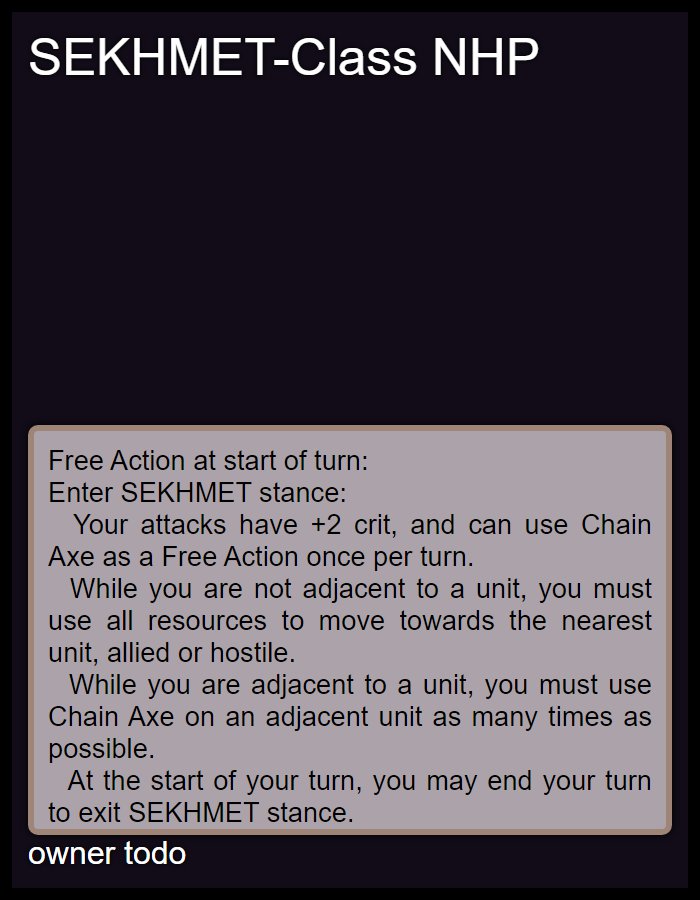 SEKHMET-Class NHP
Free Action at start of turn:
Enter SEKHMET stance:
Your attacks have +2 crit, and can use Chain
Axe as a Free Action once per turn.
While you are not adjacent to a unit, you must
use all resources to move towards the nearest
unit, allied or hostile.
While you are adjacent to a unit, you must use
Chain Axe on an adjacent unit as many times as
possible.
At the start of your turn, you may end your turn
to exit SEKHMET stance.
owner todo